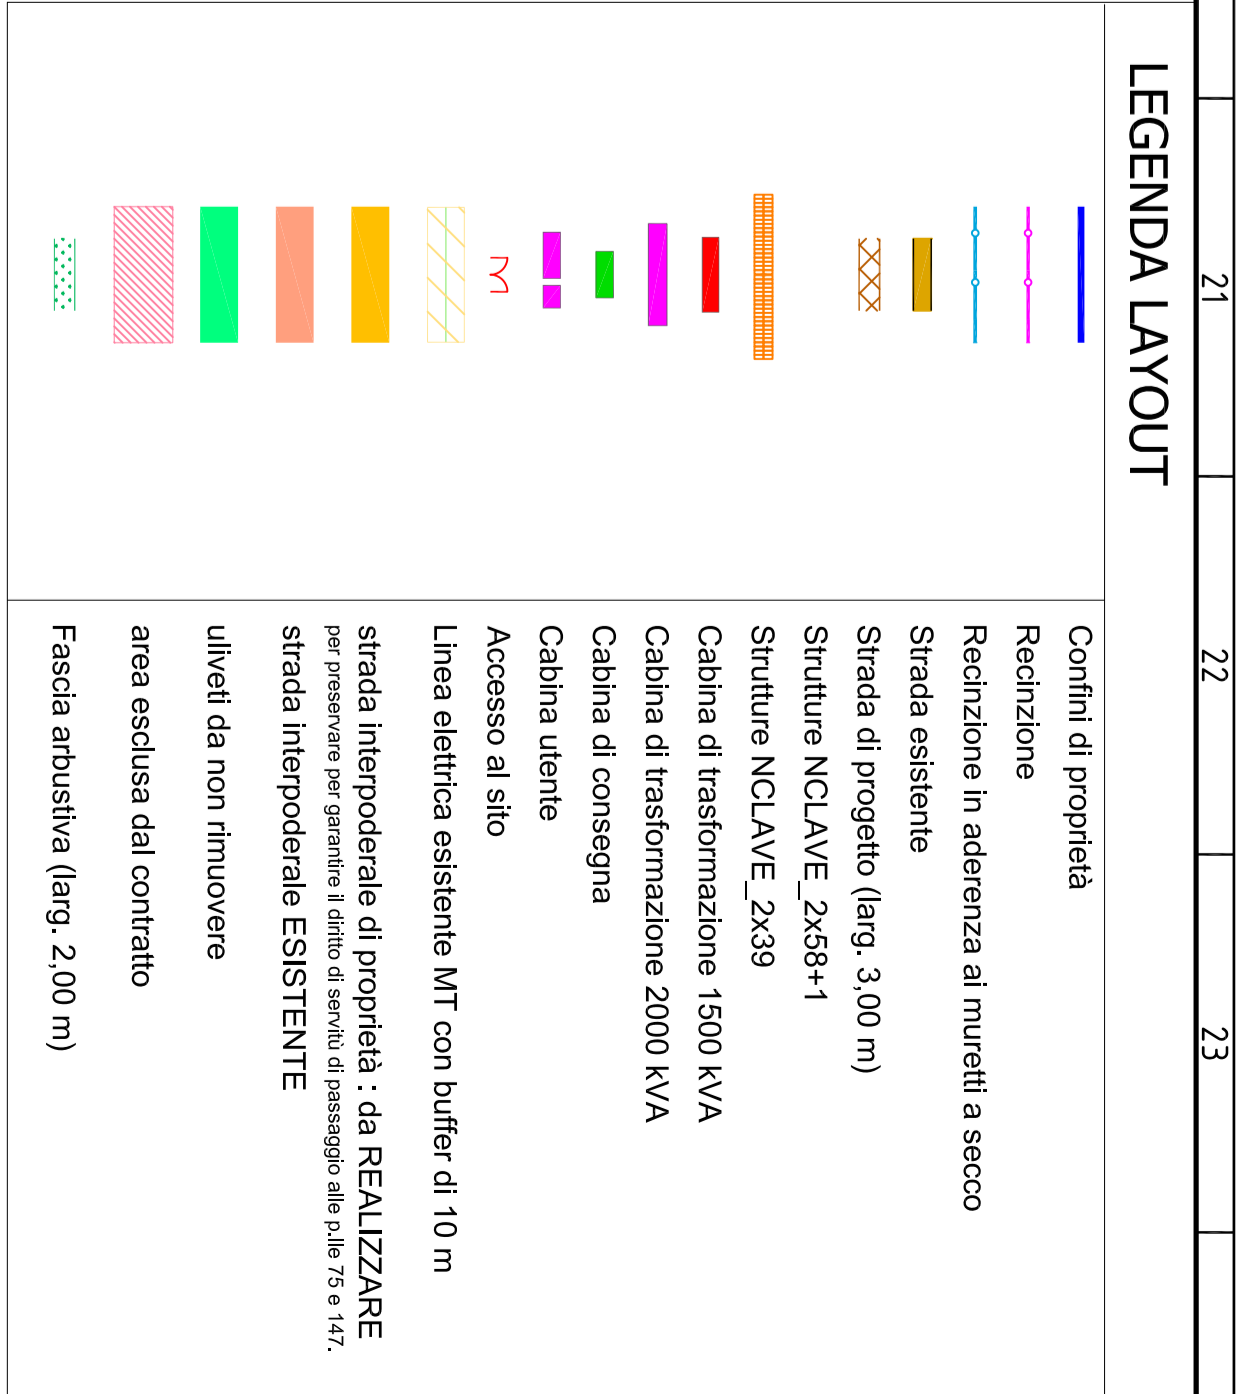 21
22
23
LEGENDA LAYOUT
Confini di proprietà
Recinzione
Recinzione in aderenza ai muretti a secco
Strada esistente
Strada di progetto (larg. 3,00 m)
Strutture NCLAVE_2x58+1
Strutture NCLAVE_2x39
Cabina di trasformazione 1500 kVA
Cabina di trasformazione 2000 kVA
Cabina di consegna
Cabina utente
Accesso al sito
Linea elettrica esistente MT con buffer di 10 m
strada interpoderale di proprietà : da REALIZZARE
per preservare per garantire il diritto di servitù di passaggio alle p.lle 75 e 147.
strada interpoderale ESISTENTE
uliveti da non rimuovere
area esclusa dal contratto
Fascia arbustiva (larg. 2,00 m)